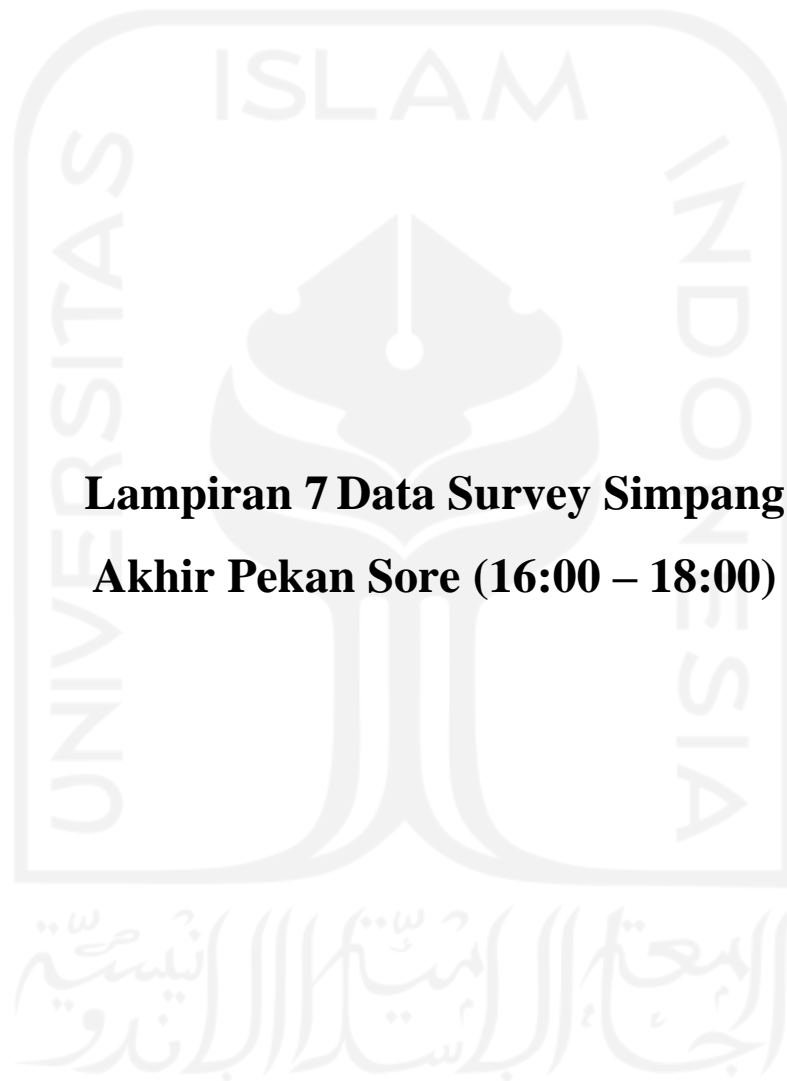 ISLAM
UNIVERSITAS
INDONESIA
Lampiran 7 Data Survey Simpang
Akhir Pekan Sore (16:00 – 18:00)